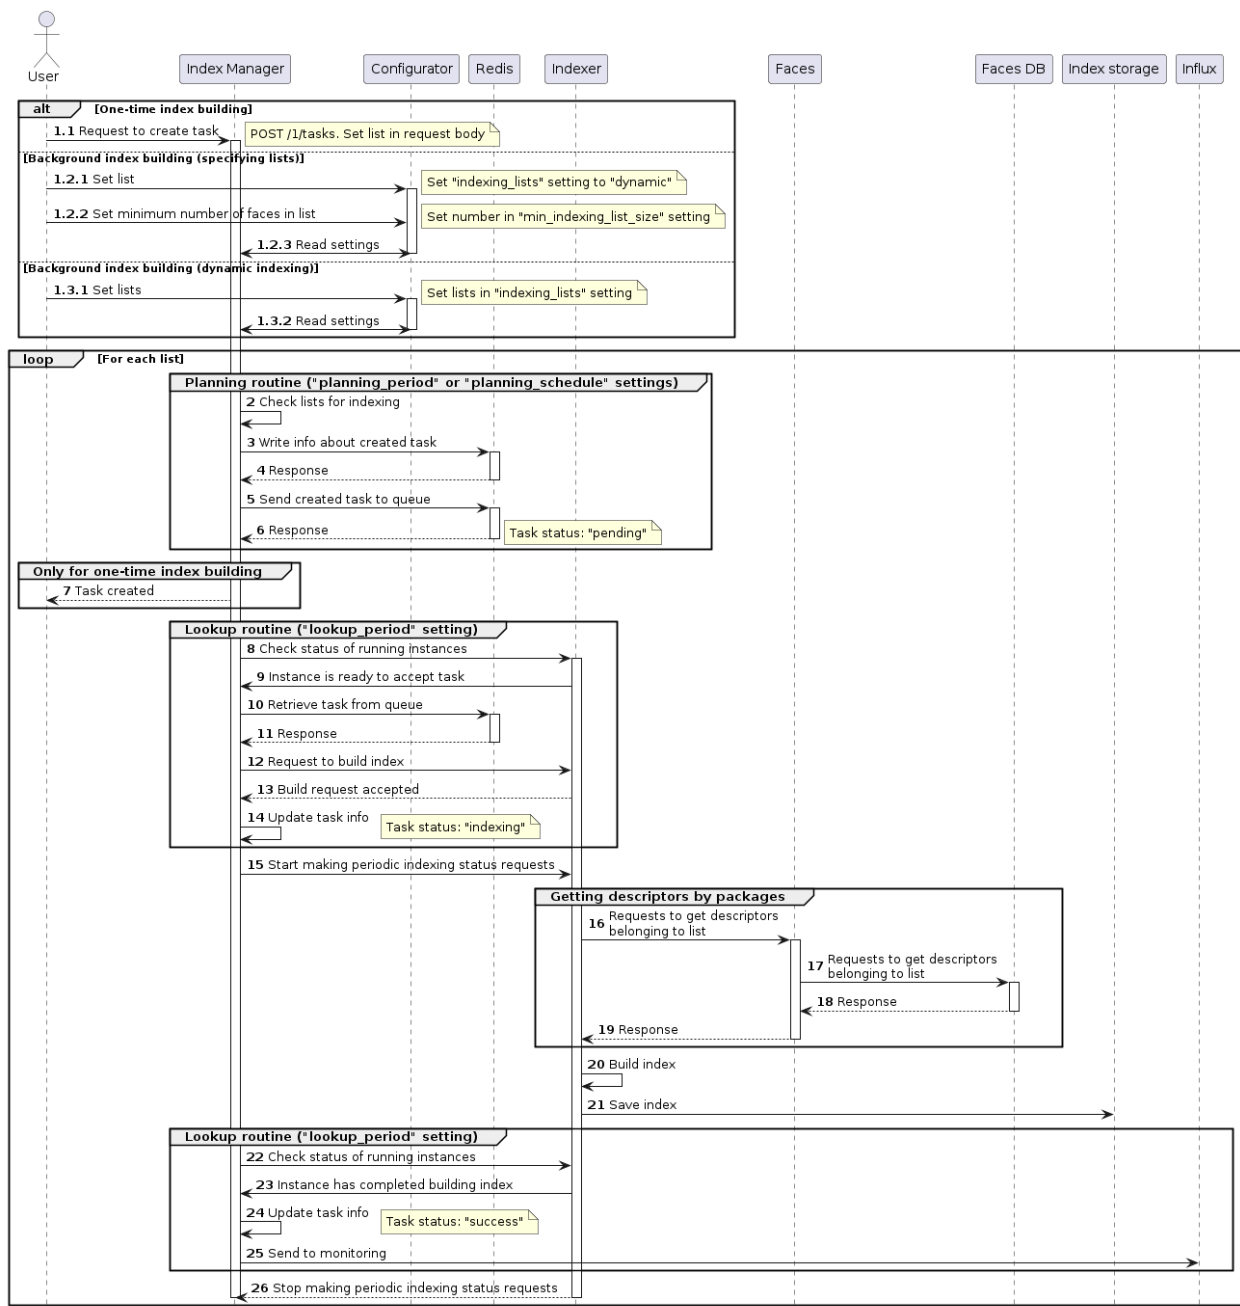 User
Index Manager
Configurator
Redis
Indexer
Faces
Faces DB
Index storage
Influx
alt [One-time index building]
1.1 Request to create task
POST /1/tasks. Set list in request body
[Background index building (specifying lists)]
1.2.1 Set list
Set "indexing_lists" setting to "dynamic"
1.2.2 Set minimum number of faces in list
Set number in "min_indexing_list_size" setting
1.2.3 Read settings
[Background index building (dynamic indexing)]
1.3.1 Set lists
Set lists in "indexing_lists" setting
1.3.2 Read settings
loop [For each list]
Planning routine ("planning_period" or "planning_schedule" settings)
2 Check lists for indexing
3 Write info about created task
4 Response
5 Send created task to queue
6 Response
Task status: "pending"
Only for one-time index building
7 Task created
Lookup routine ("lookup_period" setting)
8 Check status of running instances
9 Instance is ready to accept task
10 Retrieve task from queue
11 Response
12 Request to build index
13 Build request accepted
14 Update task info
Task status: "indexing"
15 Start making periodic indexing status requests
Getting descriptors by packages
16 Requests to get descriptors
belonging to list
17 Requests to get descriptors
belonging to list
18 Response
19 Response
20 Build index
21 Save index
Lookup routine ("lookup_period" setting)
22 Check status of running instances
23 Instance has completed building index
24 Update task info
Task status: "success"
25 Send to monitoring
26 Stop making periodic indexing status requests